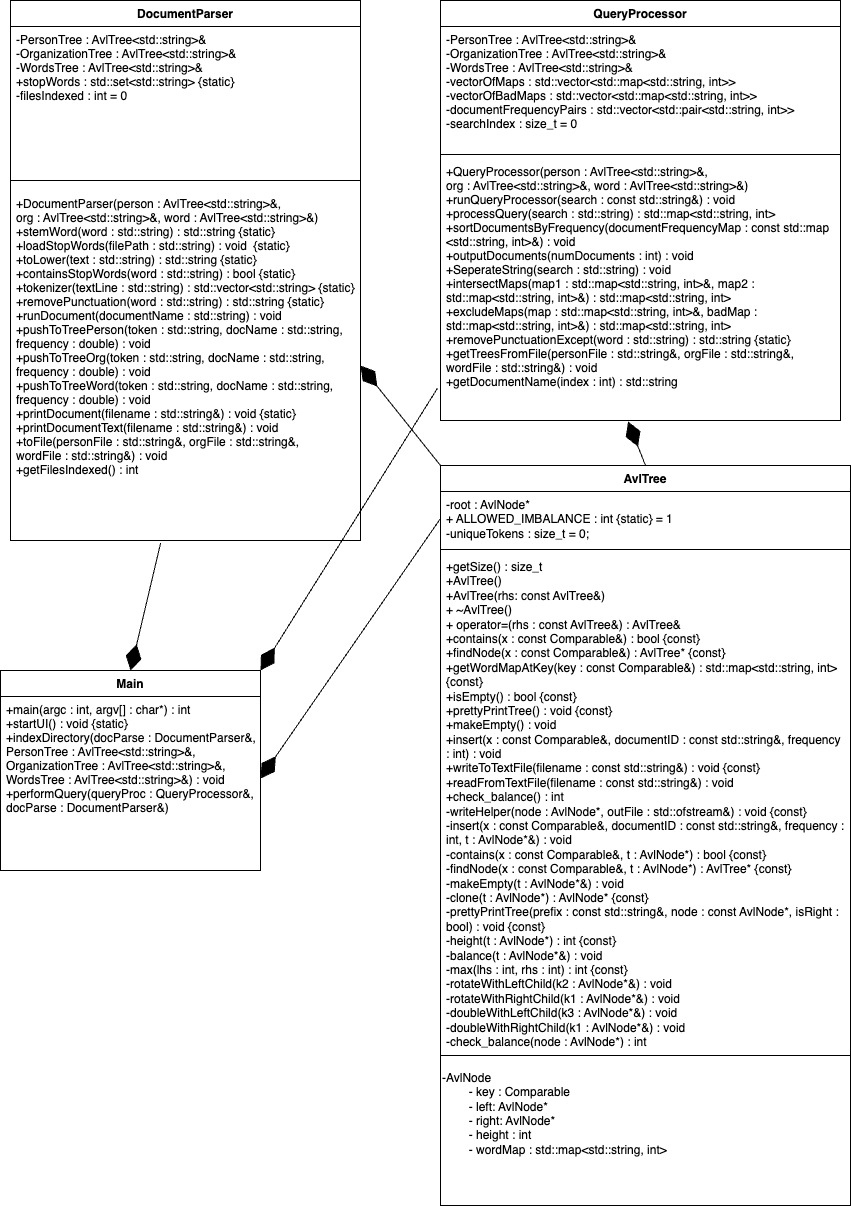 DocumentParser
-PersonTree : AvlTree<std::string>&
-OrganizationTree : AvlTree<std::string>&
-WordsTree : AvlTree<std::string>&
+stopWords : std::set<std::string> {static}
-filesIndexed : int = 0
+DocumentParser(person : AvlTree<std::string>&,
org : AvlTree<std::string>&, word : AvlTree<std::string>&)
+stemWord(word : std::string) : std::string {static}
+loadStopWords(filePath : std::string) : void  {static}
+toLower(text : std::string) : std::string {static}
+containsStopWords(word : std::string) : bool {static}
+tokenizer(textLine : std::string) : std::vector<std::string> {static}
+removePunctuation(word : std::string) : std::string {static}
+runDocument(documentName : std::string) : void
+pushToTreePerson(token : std::string, docName : std::string,
frequency : double) : void
+pushToTreeOrg(token : std::string, docName : std::string,
frequency : double) : void
+pushToTreeWord(token : std::string, docName : std::string,
frequency : double) : void
+printDocument(filename : std::string&) : void {static}
+printDocumentText(filename : std::string&) : void
+toFile(personFile : std::string&, orgFile : std::string&,
wordFile : std::string&) : void
+getFilesIndexed() : int
QueryProcessor
-PersonTree : AvlTree<std::string>&
-OrganizationTree : AvlTree<std::string>&
-WordsTree : AvlTree<std::string>&
-vectorOfMaps : std::vector<std::map<std::string, int>>
-vectorOfBadMaps : std::vector<std::map<std::string, int>>
-documentFrequencyPairs : std::vector<std::pair<std::string, int>>
-searchIndex : size_t = 0
+QueryProcessor(person : AvlTree<std::string>&,
org : AvlTree<std::string>&, word : AvlTree<std::string>&)
+runQueryProcessor(search : const std::string&) : void
+processQuery(search : std::string) : std::map<std::string, int>
+sortDocumentsByFrequency(documentFrequencyMap : const std::map
<std::string, int>&) : void
+outputDocuments(numDocuments : int) : void
+SeperateString(search : std::string) : void
+intersectMaps(map1 : std::map<std::string, int>&, map2 :
std::map<std::string, int>&) : std::map<std::string, int>
+excludeMaps(map : std::map<std::string, int>&, badMap :
std::map<std::string, int>&) : std::map<std::string, int>
+removePunctuationExcept(word : std::string) : std::string {static}
+getTreesFromFile(personFile : std::string&, orgFile : std::string&,
wordFile : std::string&) : void
+getDocumentName(index : int) : std::string
AvlTree
-root : AvlNode*
+ ALLOWED_IMBALANCE : int {static} = 1
-uniqueTokens : size_t = 0;
+getSize() : size_t
+AvlTree()
+AvlTree(rhs: const AvlTree&)
+ ~AvlTree()
+ operator=(rhs : const AvlTree&) : AvlTree&
+contains(x : const Comparable&) : bool {const}
+findNode(x : const Comparable&) : AvlTree* {const}
+getWordMapAtKey(key : const Comparable&) : std::map<std::string, int>
{const}
+isEmpty() : bool {const}
+prettyPrintTree() : void {const}
+makeEmpty() : void
+insert(x : const Comparable&, documentID : const std::string&, frequency
: int) : void
+writeToTextFile(filename : const std::string&) : void {const}
+readFromTextFile(filename : const std::string&) : void
+check_balance() : int
-writeHelper(node : AvlNode*, outFile : std::ofstream&) : void {const}
-insert(x : const Comparable&, documentID : const std::string&, frequency :
int, t : AvlNode*&) : void
-contains(x : const Comparable&, t : AvlNode*) : bool {const}
-findNode(x : const Comparable&, t : AvlNode*) : AvlTree* {const}
-makeEmpty(t : AvlNode*&) : void
-clone(t : AvlNode*) : AvlNode* {const}
-prettyPrintTree(prefix : const std::string&, node : const AvlNode*, isRight :
bool) : void {const}
-height(t : AvlNode*) : int {const}
-balance(t : AvlNode*&) : void
-max(lhs : int, rhs : int) : int {const}
-rotateWithLeftChild(k2 : AvlNode*&) : void
-rotateWithRightChild(k1 : AvlNode*&) : void
-doubleWithLeftChild(k3 : AvlNode*&) : void
-doubleWithRightChild(k1 : AvlNode*&) : void
-check_balance(node : AvlNode*) : int
-AvlNode
- key : Comparable
- left: AvlNode*
- right: AvlNode*
- height : int
- wordMap : std::map<std::string, int>
Main
+main(argc : int, argv[] : char*) : int
+startUI() : void {static}
+indexDirectory(docParse : DocumentParser&,
PersonTree : AvlTree<std::string>&,
OrganizationTree : AvlTree<std::string>&,
WordsTree : AvlTree<std::string>&) : void
+performQuery(queryProc : QueryProcessor&,
docParse : DocumentParser&)